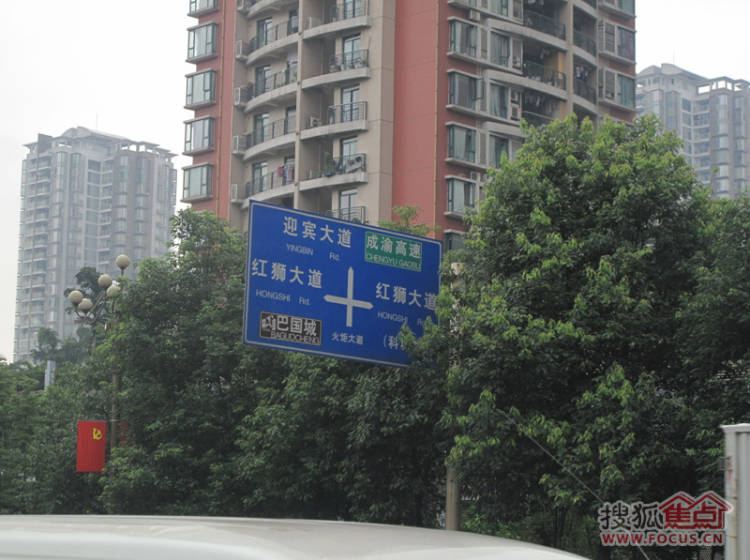 迎宾大道
YINGBIN Rd.
成渝高速
CHENGYU GAOSU
红狮大道
HONGSHI Rd.
红狮大道
HONGSHI
巴国城
BAGUOCHENG
火炬大道
(科
搜狐焦点
WWW.FOCUS.CN